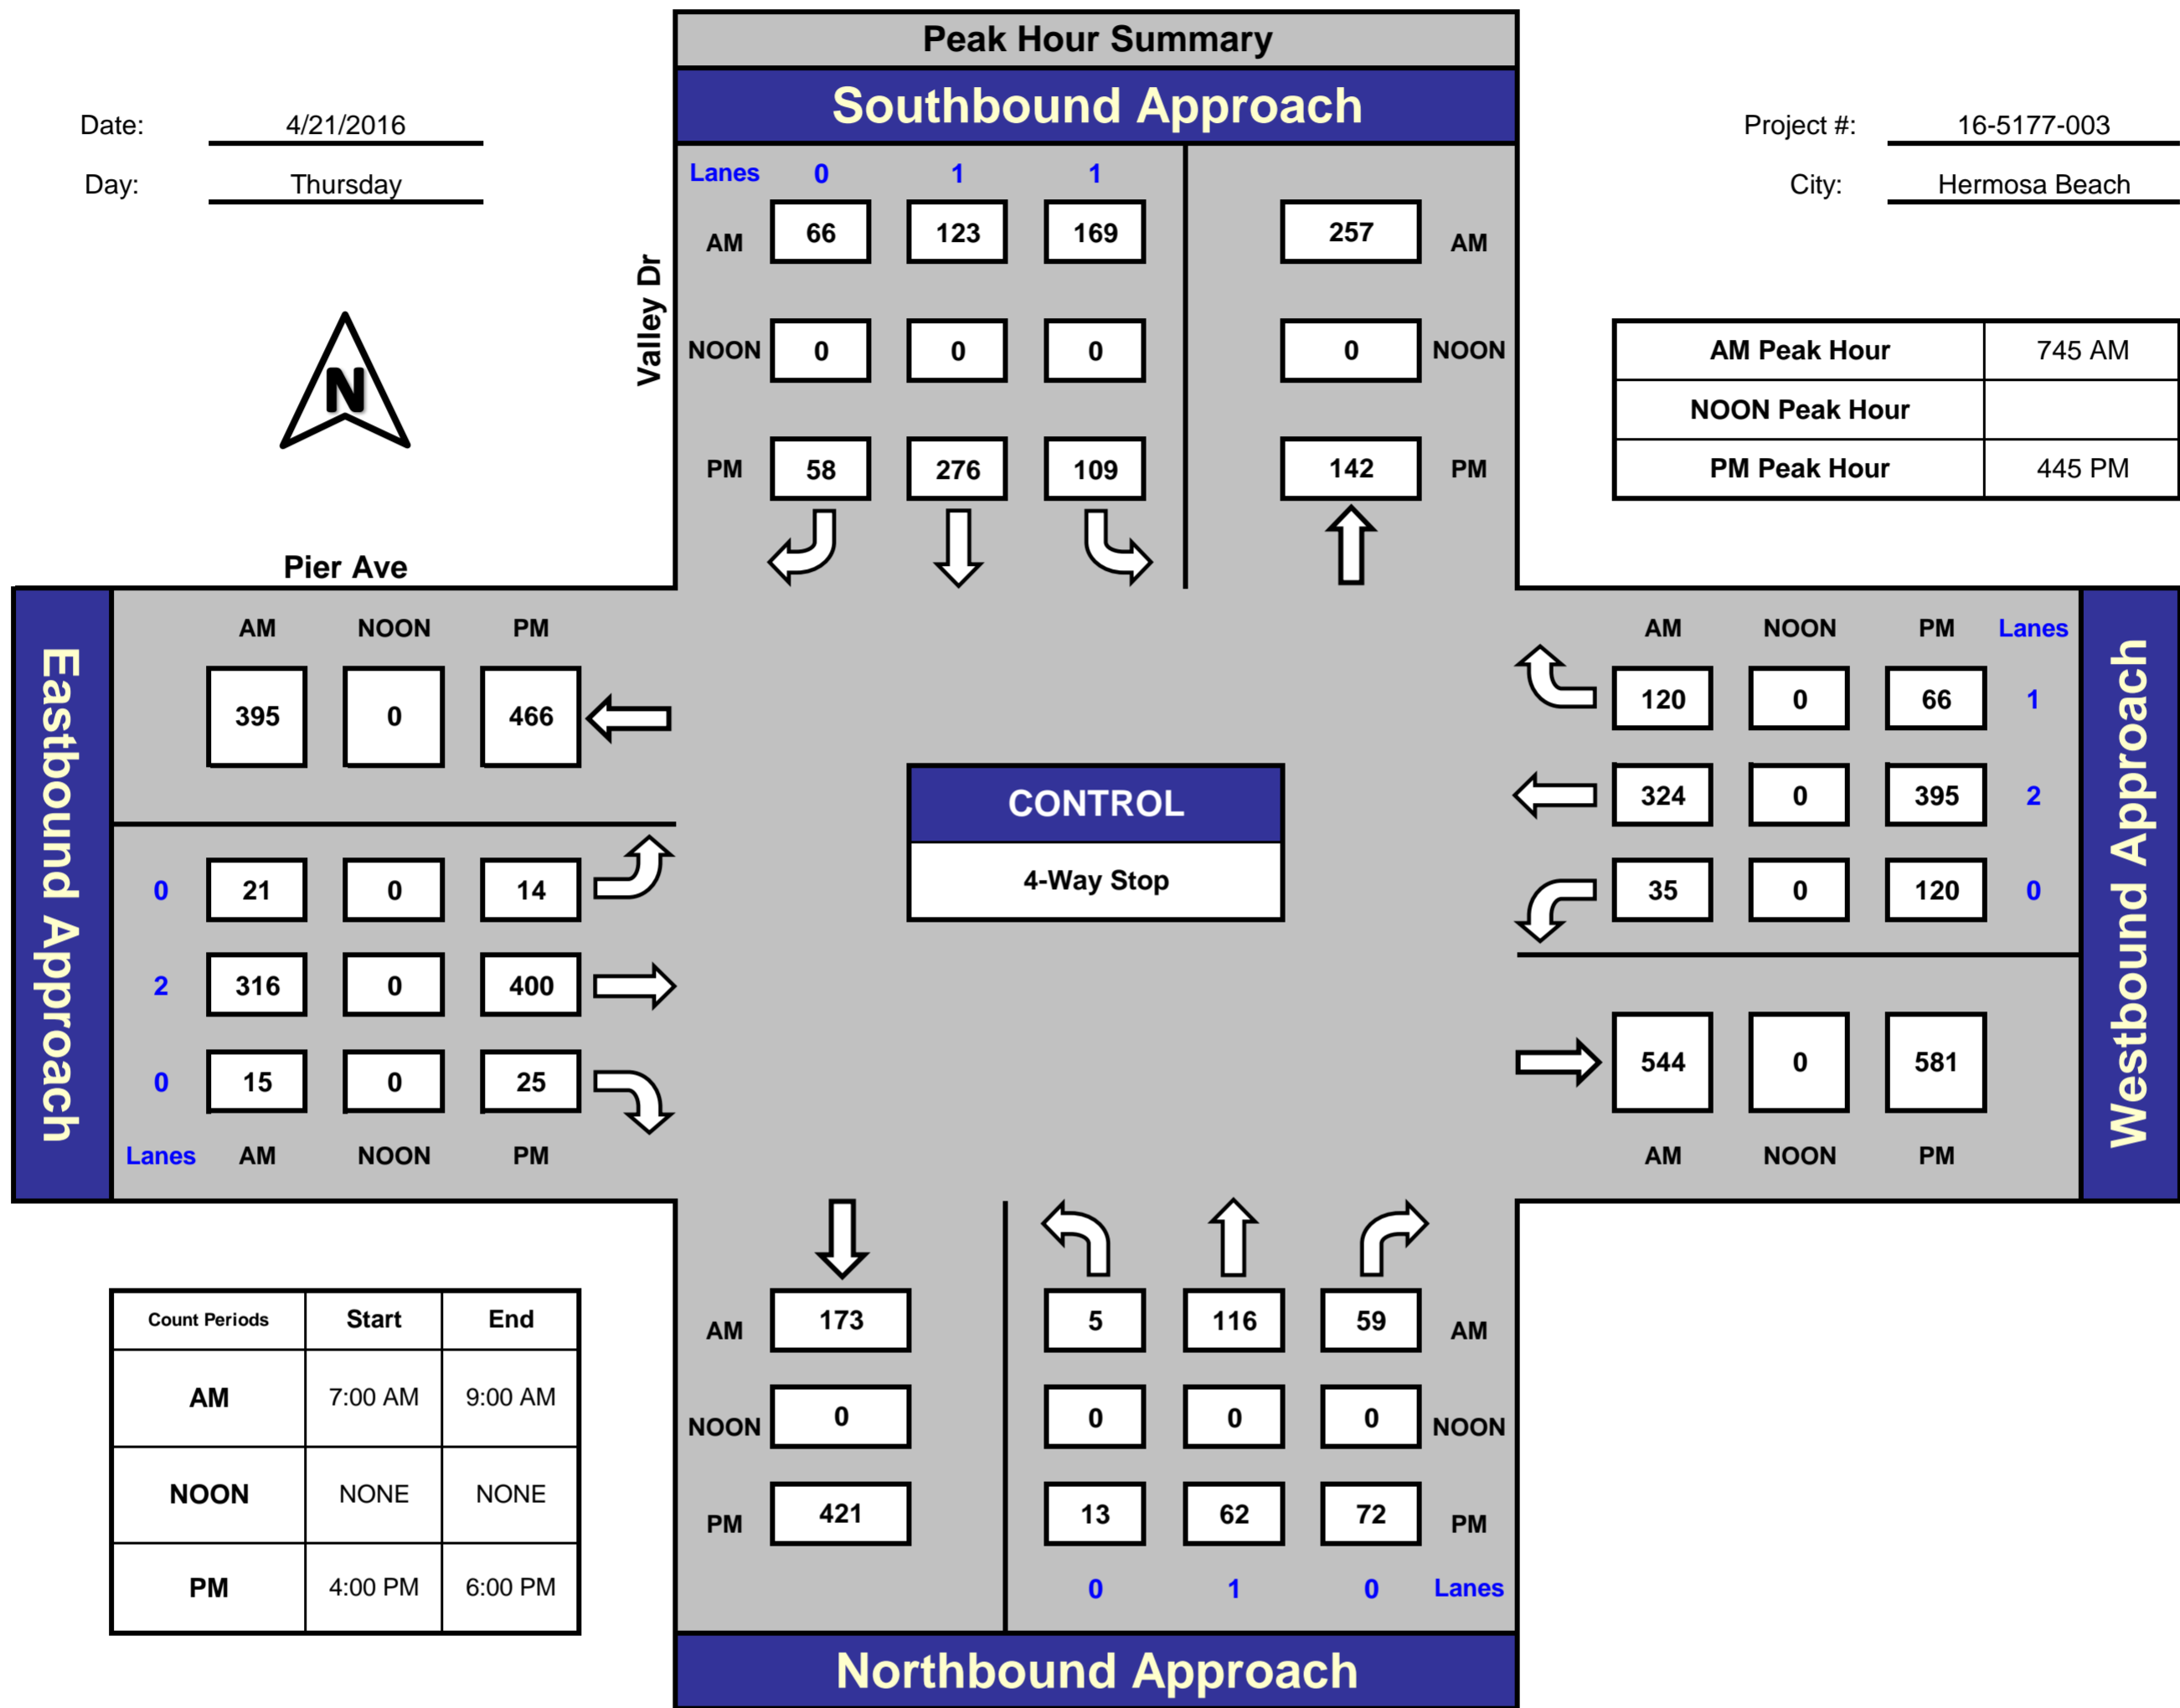 Peak Hour Summary
Southbound Approach
Date: 4/21/2016
Project #: 16-5177-003
Day: Thursday
City: Hermosa Beach
Lanes 0 1 1
AM 66 123 169 257 AM
Valley Dr
NOON 0 0 0 0 NOON
PM 58 276 109 142 PM
N
AM Peak Hour 745 AM
NOON Peak Hour
PM Peak Hour 445 PM
Pier Ave
Eastbound Approach
AM NOON PM
395 0 466
0 21 0 14
2 316 0 400
0 15 0 25
Lanes AM NOON PM
CONTROL
4-Way Stop
AM NOON PM Lanes
120 0 66 1
324 0 395 2
35 0 120 0
544 0 581
AM NOON PM
Westbound Approach
Count Periods Start End
AM 7:00 AM 9:00 AM
NOON NONE NONE
PM 4:00 PM 6:00 PM
AM 173 5 116 59 AM
NOON 0 0 0 0 NOON
PM 421 13 62 72 PM
0 1 0 Lanes
Northbound Approach